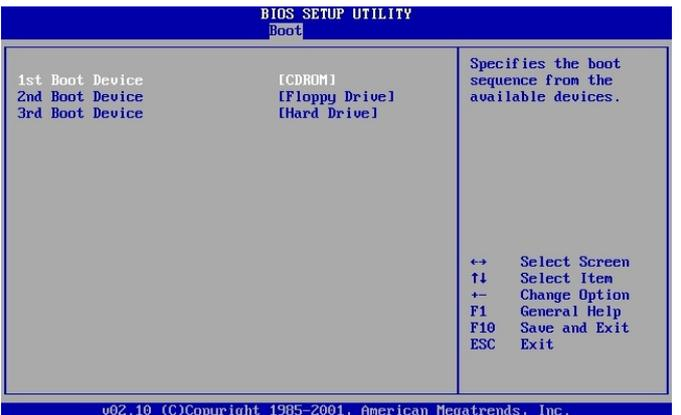 BIOS SETUP UTILITY
Boot
1st Boot Device [CDROM]
2nd Boot Device [Floppy Drive]
3rd Boot Device [Hard Drive]
Specifies the boot
sequence from the
available devices.
↔ Select Screen
↑↓ Select Item
+- Change Option
F1 General Help
F10 Save and Exit
ESC Exit
v02.10 (C)Copyright 1985-2001, American Megatrends, Inc.